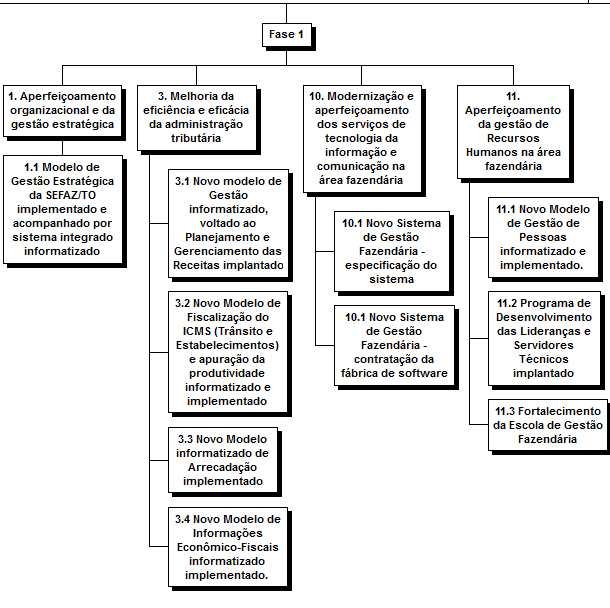 Fase 1
1. Aperfeiçoamento
organizacional e da
gestão estratégica
1.1 Modelo de
Gestão Estratégica
da SEFAZ/TO
implementado e
acompanhado por
sistema integrado
informatizado
3. Melhoria da
eficiência e eficácia
da administração
tributária
3.1 Novo modelo de
Gestão
informatizado,
voltado ao
Planejamento e
Gerenciamento das
Receitas implantado
3.2 Novo Modelo de
Fiscalização do
ICMS (Trânsito e
Estabelecimentos)
e apuração da
produtividade
informatizado e
implementado
3.3 Novo Modelo
informatizado de
Arrecadação
implementado
3.4 Novo Modelo de
Informações
Econômico-Fiscais
informatizado
implementado.
10. Modernização e
aperfeiçoamento
dos serviços de
tecnologia da
informação e
comunicação na
área fazendária
10.1 Novo Sistema
de Gestão
Fazendária -
especificação do
sistema
10.1 Novo Sistema
de Gestão
Fazendária -
contratação da
fábrica de software
11.
Aperfeiçoamento
da gestão de
Recursos
Humanos na área
fazendária
11.1 Novo Modelo
de Gestão de
Pessoas
informatizado e
implementado.
11.2 Programa de
Desenvolvimento
das Lideranças e
Servidores
Técnicos
implantado
11.3 Fortalecimento
da Escola de Gestão
Fazendária